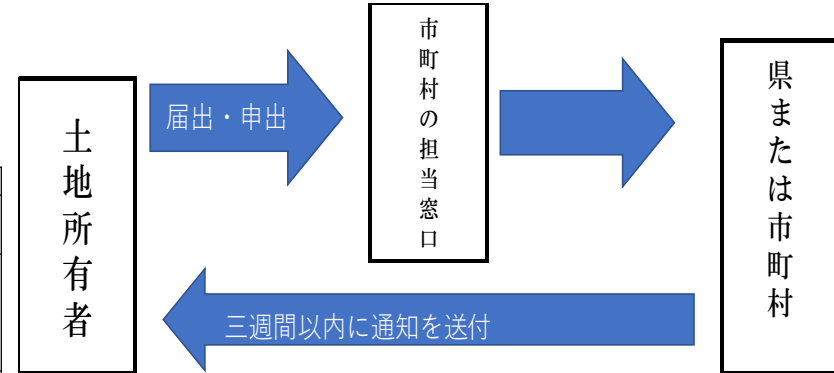 土地所有者
届出・申出
市町村の担当窓口
県または市町村
三週間以内に通知を送付